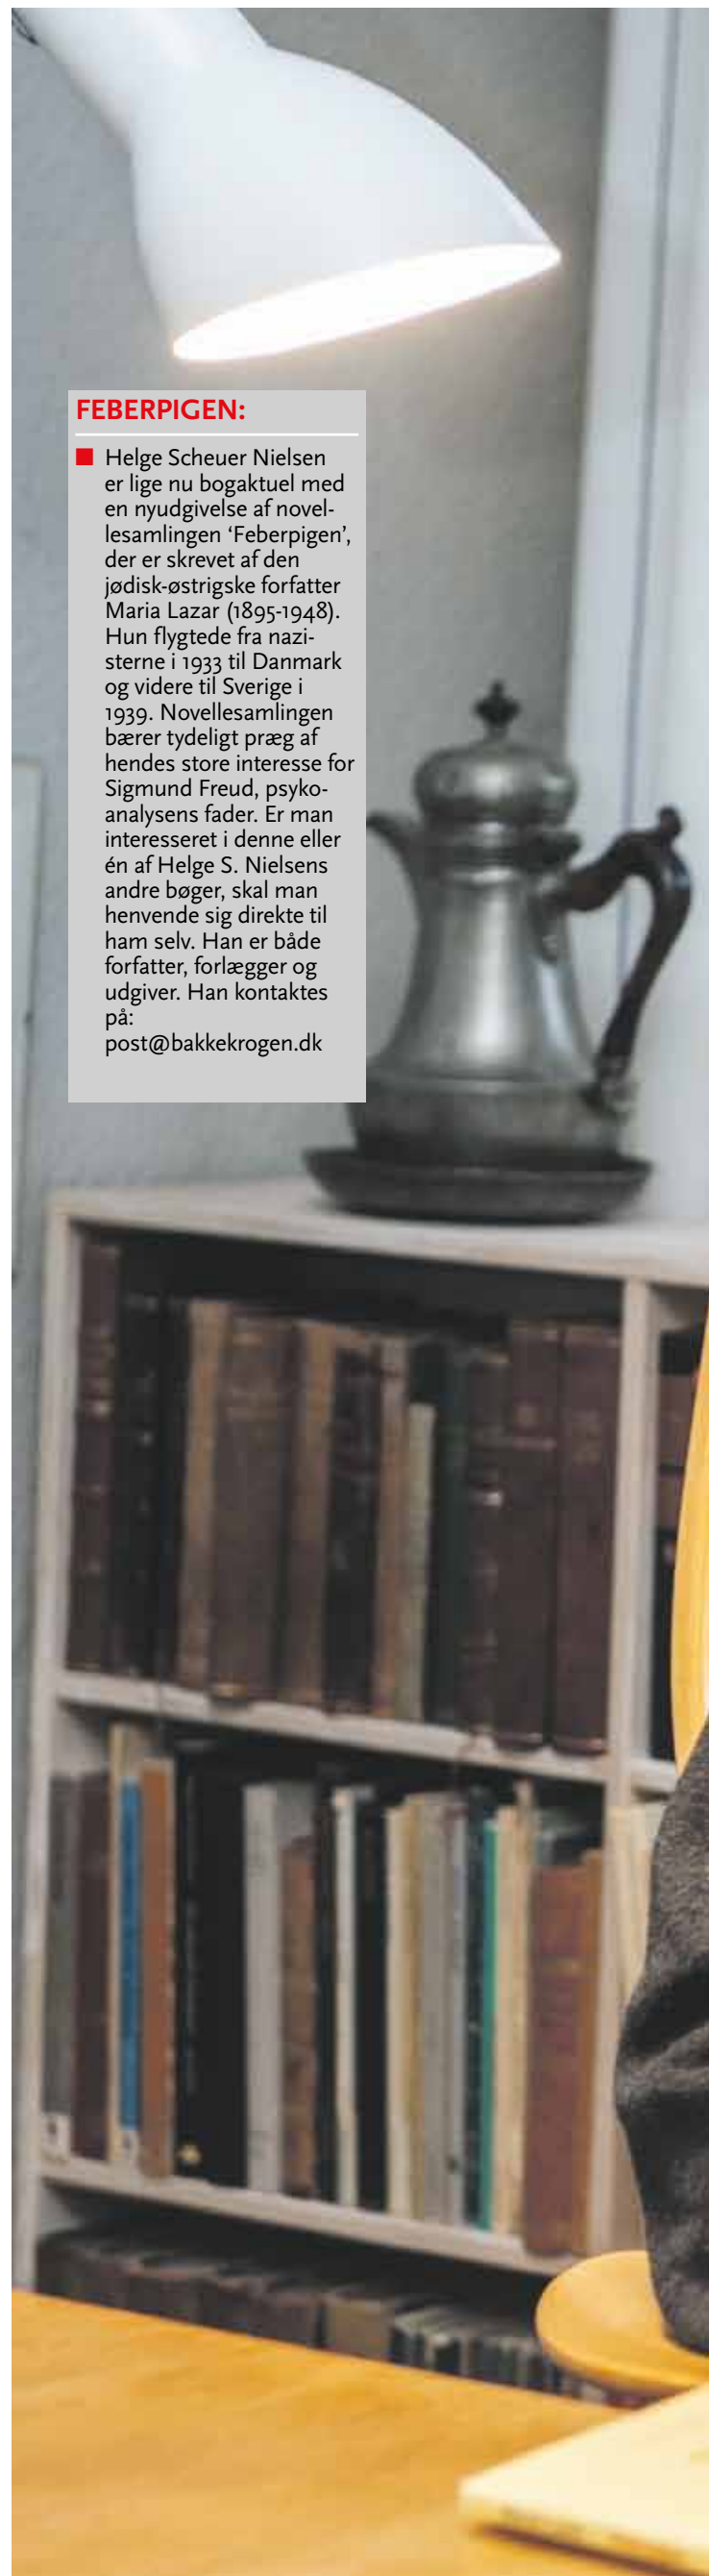 FEBERPIGEN:
Helge Scheuer Nielsen
er lige nu bogaktuel med
en nyudgivelse af novel-
lesamlingen ‘Feberpigen’,
der er skrevet af den
jødisk-østrigske forfatter
Maria Lazar (1895-1948).
Hun flygtede fra nazi-
sterne i 1933 til Danmark
og videre til Sverige i
1939. Novellesamlingen
bærer tydeligt præg af
hendes store interesse for
Sigmund Freud, psyko-
analysens fader. Er man
interesseret i denne eller
én af Helge S. Nielsens
andre bøger, skal man
henvende sig direkte til
ham selv. Han er både
forfatter, forlægger og
udgiver. Han kontaktes
på:
post@bakkekrogen.dk